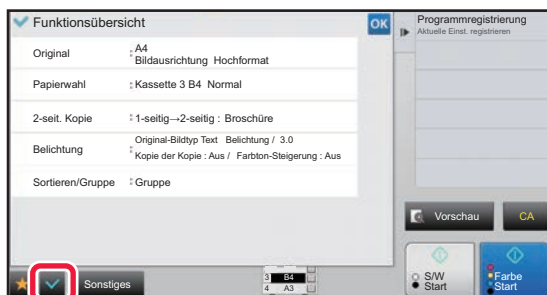 Funktionsübersicht
OK
Original
: A4
Bildausrichtung Hochformat
Papierwahl
: Kassette 3 B4 Normal
2-seit. Kopie
: 1-seitig→2-seitig : Broschüre
Belichtung
: Original-Bildtyp Text Belichtung / 3.0
Kopie der Kopie : Aus / Farbton-Steigerung : Aus
Sortieren/Gruppe
: Gruppe
Sonstiges
3 B4
4 A3
Programmregistrierung
Aktuelle Einst. registrieren
Vorschau
CA
S/W
Start
Farbe
Start